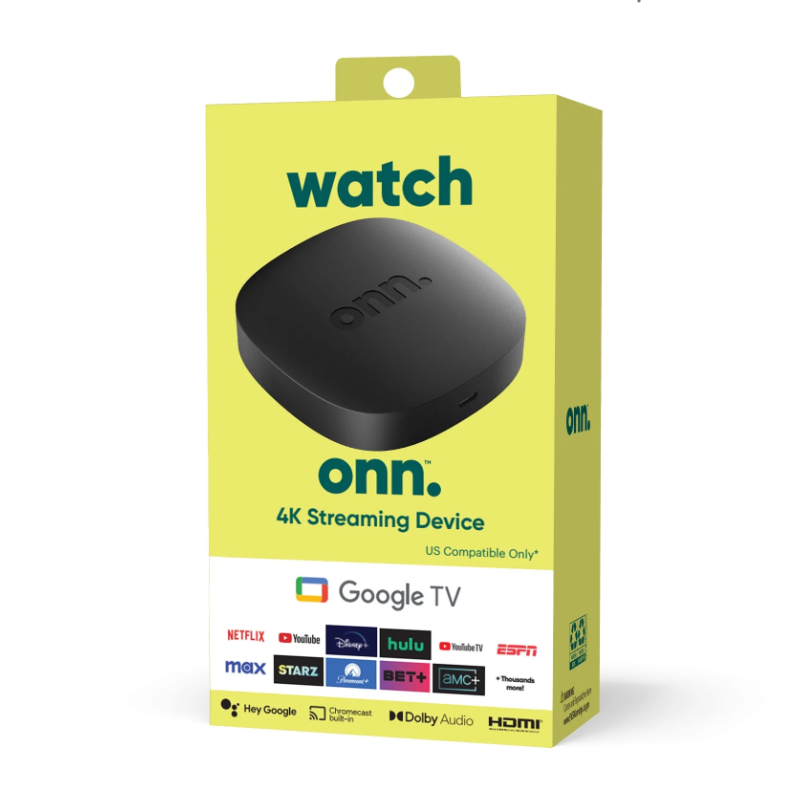 watch
onn.
onn.™
4K Streaming Device
US Compatible Only*
Google TV
NETFLIX YouTube Disney+ hulu YouTube TV ESPN
max STARZ Paramount+ BET+ aMC+ *Thousands
more!
Hey Google Chromecast
built-in Dolby Audio HDMI
onn.